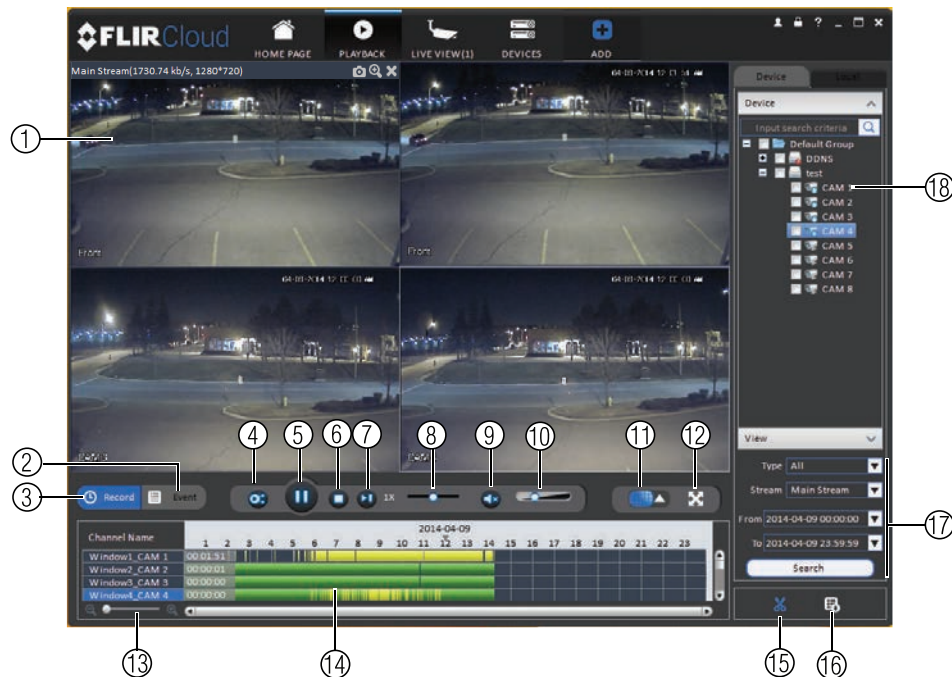 FLIRCloud
HOME PAGE
PLAYBACK
LIVE VIEW(1)
DEVICES
ADD
?
Main Stream(1730.74 kb/s, 1280*720)
Front
Front
Device
Local
Device
Input search criteria
Default Group
DDNS
test
CAM 1
CAM 2
CAM 3
CAM 4
CAM 5
CAM 6
CAM 7
CAM 8
View
Type All
Stream Main Stream
From 2014-04-09 00:00:00
To 2014-04-09 23:59:59
Search
Record
Event
1X
2014-04-09
Channel Name
1 2 3 4 5 6 7 8 9 10 11 12 13 14 15 16 17 18 19 20 21 22 23
Window1_CAM 1 00:01:51
Window2_CAM 2 00:00:01
Window3_CAM 3 00:00:00
Window4_CAM 4 00:00:00
1
2
3
4
5
6
7
8
9
10
11
12
13
14
15
16
17
18